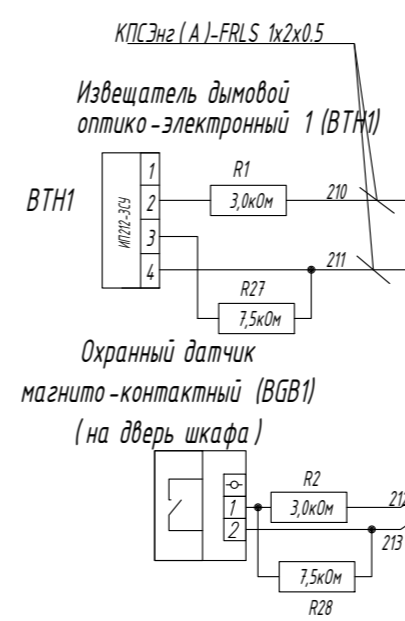 КПСЭнг(А)-FRLS 1x2x0.5
Извещатель дымовой
оптико-электронный 1 (BTH1)
BTH1
ИП212-3СУ
1
2
3
4
R1
3,0кОм
210
211
R27
7,5кОм
Охранный датчик
магнито-контактный (BGB1)
(на дверь шкафа)
1
2
R2
3,0кОм
212
213
7,5кОм
R28